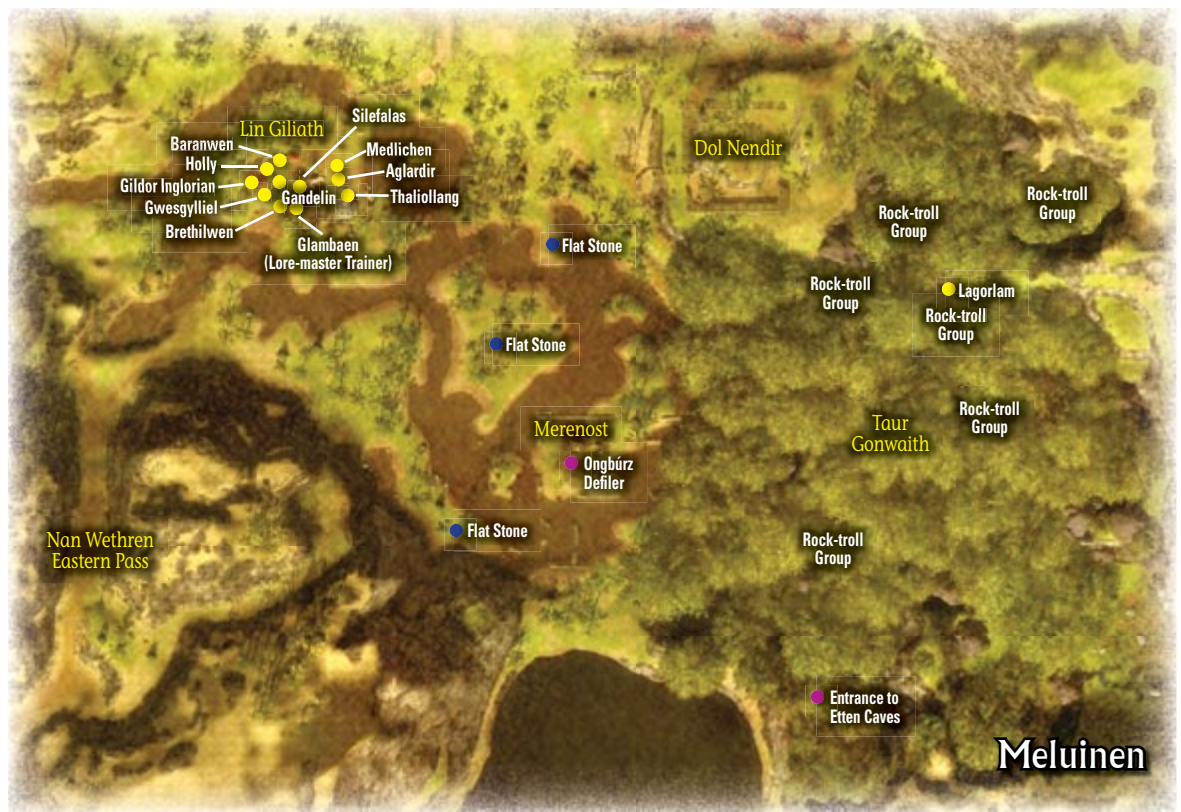 Silefalas
Lin Giliath
Baranwen
Medlichen
Holly
Aglardir
Gildor Inglorian
Gandelin
Thaliollang
Gwesgylliel
Brethilwen
Glambaen
(Lore-master Trainer)
Dol Nendir
Rock-troll
Group
Rock-troll
Group
Flat Stone
Rock-troll
Group
Lagorlam
Rock-troll
Group
Flat Stone
Rock-troll
Group
Merenost
Taur
Gonwaith
Ongbúrz
Defiler
Flat Stone
Nan Wethren
Eastern Pass
Rock-troll
Group
Entrance to
Etten Caves
Meluinen